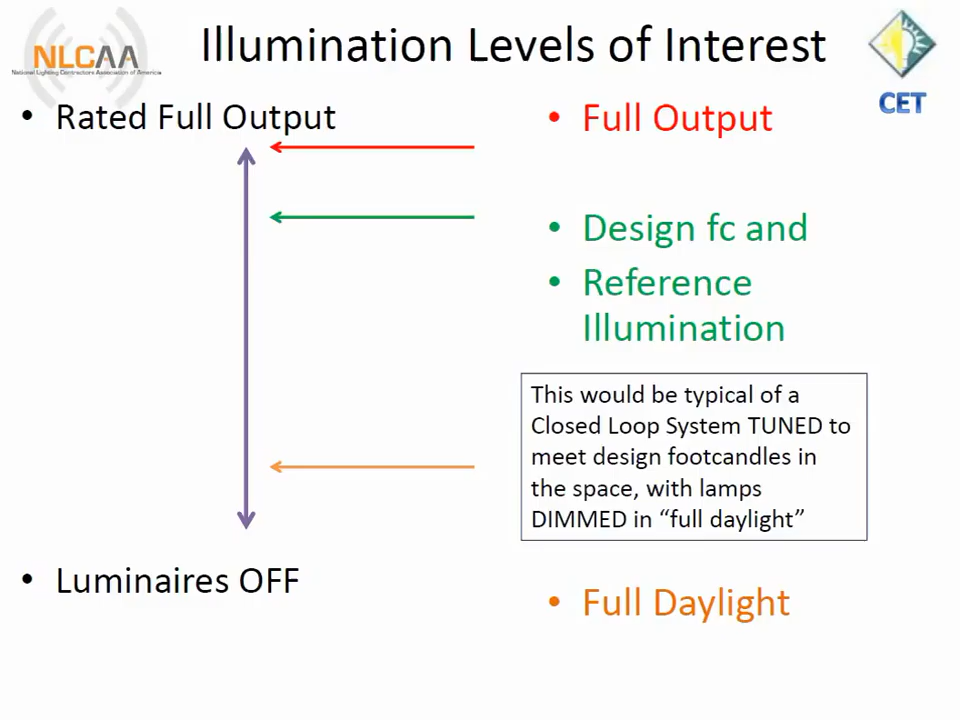 Illumination Levels of Interest
NLCAA
National Lighting Contractors Association of America
CET
• Rated Full Output
• Full Output
• Design fc and
• Reference
Illumination
This would be typical of a
Closed Loop System TUNED to
meet design footcandles in
the space, with lamps
DIMMED in “full daylight”
• Luminaires OFF
• Full Daylight